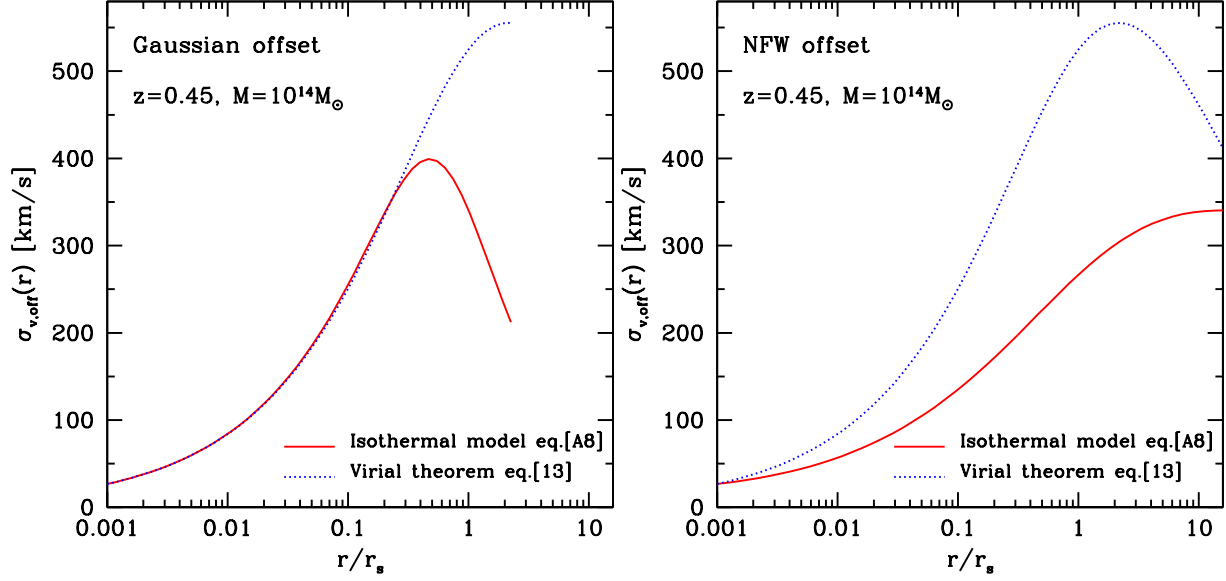 Gaussian offset
z=0.45, M=10¹⁴M⊙
σv,off(r) [km/s]
500
400
300
200
100
0
Isothermal model eq.[A8]
Virial theorem eq.[13]
0.001
0.01
0.1
1
10
r/rs
NFW offset
z=0.45, M=10¹⁴M⊙
σv,off(r) [km/s]
500
400
300
200
100
0
Isothermal model eq.[A8]
Virial theorem eq.[13]
0.001
0.01
0.1
1
10
r/rs